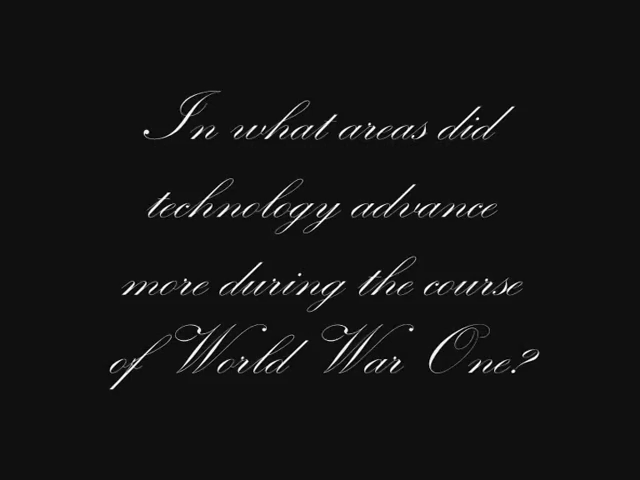 In what areas did
technology advance
more during the course
of World War One?